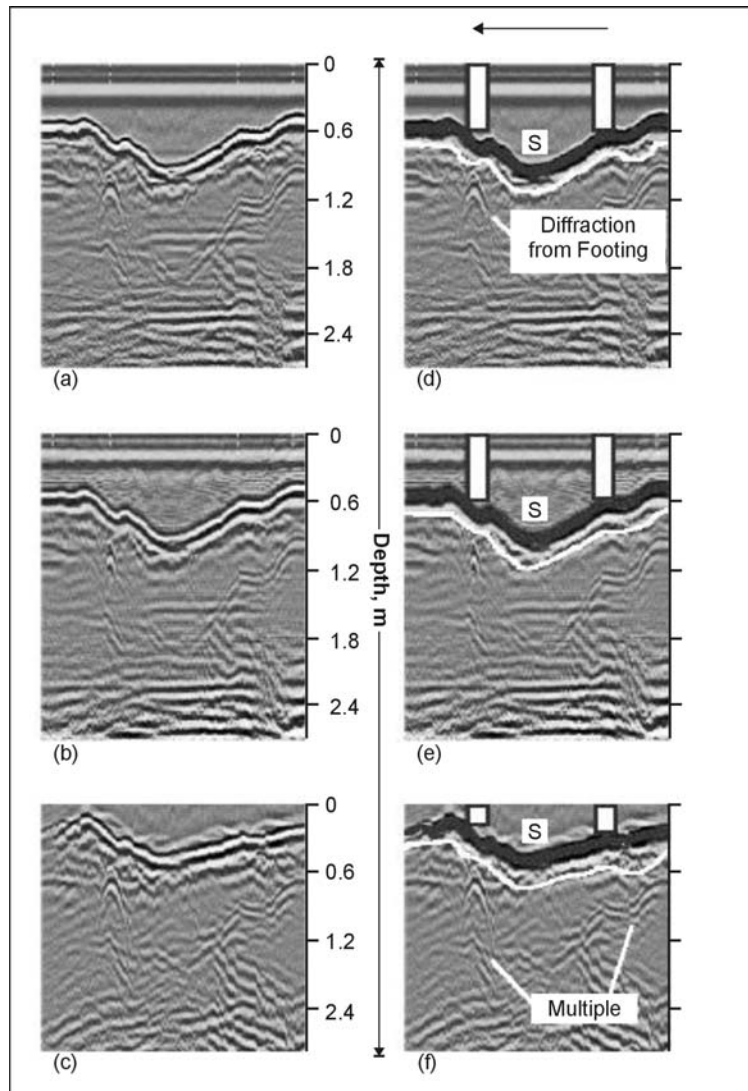 0
0.6
1.2
1.8
2.4
(a)
S
Diffraction
from Footing
(d)
0
0.6
1.2
1.8
2.4
(b)
Depth, m
S
(e)
0
0.6
1.2
2.4
(c)
S
Multiple
(f)